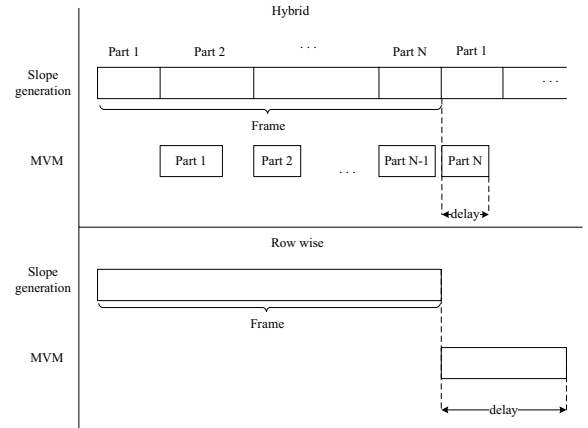 Hybrid
Part 1 Part 2 . . . Part N Part 1
Slope generation . . .
Frame
MVM Part 1 Part 2 . . . Part N-1 Part N
delay
Row wise
Slope generation
Frame
MVM
delay